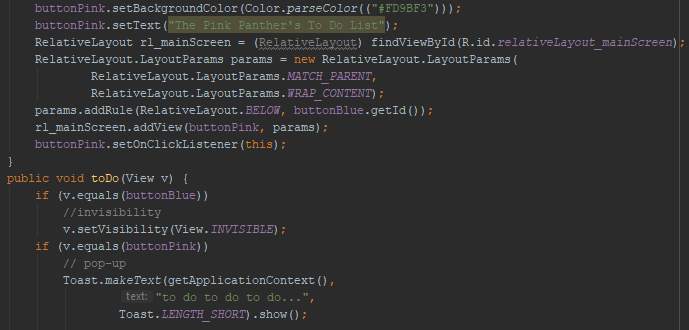 buttonPink.setBackgroundColor(Color.parseColor(("#FD9BF3")));
buttonPink.setText("The Pink Panther's To Do List");
RelativeLayout rl_mainScreen = (RelativeLayout) findViewById(R.id.relativeLayout_mainScreen);
RelativeLayout.LayoutParams params = new RelativeLayout.LayoutParams(
RelativeLayout.LayoutParams.MATCH_PARENT,
RelativeLayout.LayoutParams.WRAP_CONTENT);
params.addRule(RelativeLayout.BELOW, buttonBlue.getId());
rl_mainScreen.addView(buttonPink, params);
buttonPink.setOnClickListener(this);
}
public void toDo(View v) {
if (v.equals(buttonBlue))
//invisibility
v.setVisibility(View.INVISIBLE);
if (v.equals(buttonPink))
// pop-up
Toast.makeText(getApplicationContext(),
text: "to do to do to do...",
Toast.LENGTH_SHORT).show();